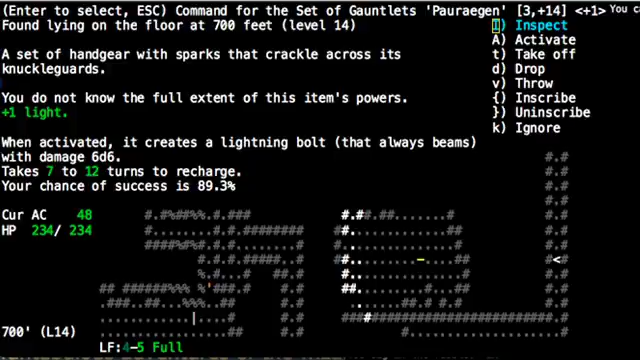 (Enter to select, ESC) Command for the Set of Gauntlets 'Pauraegen' [3,+14] <+1> You ca
Found lying on the floor at 700 feet (level 14)
I) Inspect
A set of handgear with sparks that crackle across its
knuckleguards.
A) Activate
t) Take off
d) Drop
v) Throw
{) Inscribe
}) Uninscribe
k) Ignore
You do not know the full extent of this item's powers.
+1 light.
When activated, it creates a lightning bolt (that always beams)
with damage 6d6.
Takes 7 to 12 turns to recharge.
Your chance of success is 89.3%
Cur AC 48
HP 234/ 234
700' (L14)
LF:4-5 Full